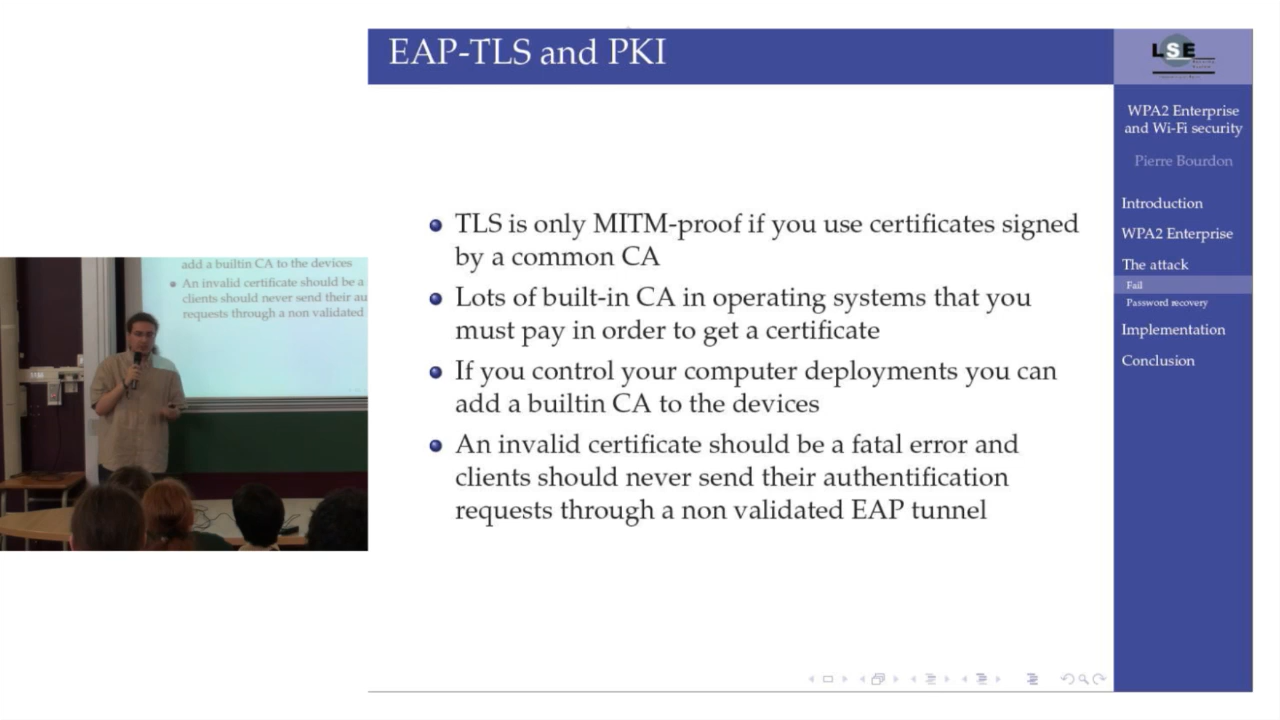 EAP-TLS and PKI
TLS is only MITM-proof if you use certificates signed
by a common CA
Lots of built-in CA in operating systems that you
must pay in order to get a certificate
If you control your computer deployments you can
add a builtin CA to the devices
An invalid certificate should be a fatal error and
clients should never send their authentification
requests through a non validated EAP tunnel
LSE
WPA2 Enterprise
and Wi-Fi security
Pierre Bourdon
Introduction
WPA2 Enterprise
The attack
Fail
Password recovery
Implementation
Conclusion
add a builtin CA to the devices
An invalid certificate should be a
clients should never send their au
requests through a non validated